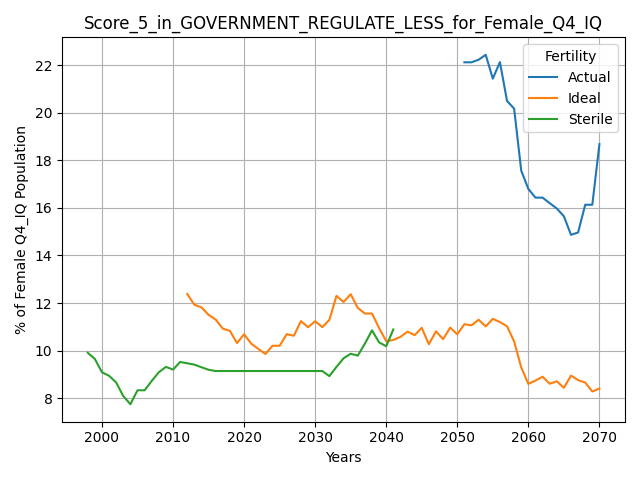 Score_5_in_GOVERNMENT_REGULATE_LESS_for_Female_Q4_IQ
Fertility
Actual
Ideal
Sterile
% of Female Q4_IQ Population
22
20
18
16
14
12
10
8
2000 2010 2020 2030 2040 2050 2060 2070
Years